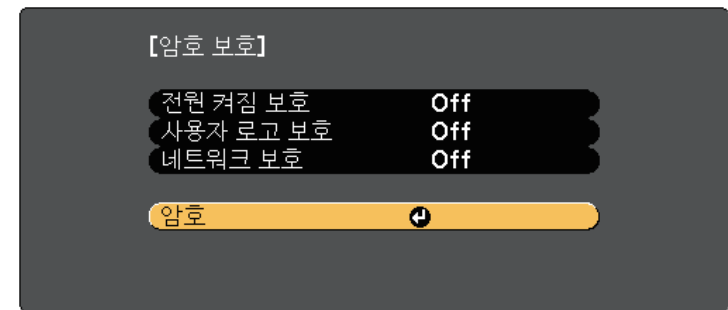 [암호 보호]
전원 켜짐 보호 Off
사용자 로고 보호 Off
네트워크 보호 Off
암호